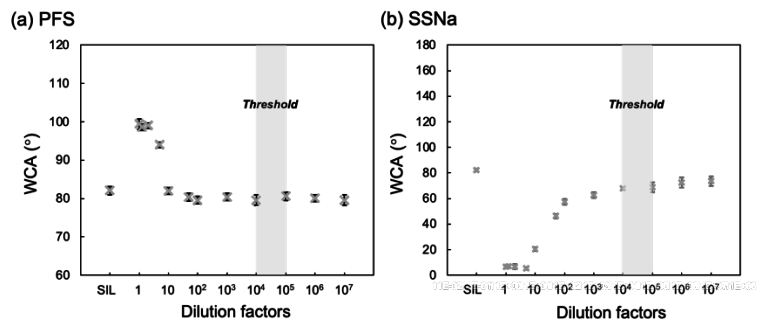 (a) PFS
(b) SSNa
120
110
100
90
80
70
60
WCA (°)
Threshold
SIL 1 10 10² 10³ 10⁴ 10⁵ 10⁶ 10⁷
Dilution factors
180
160
140
120
100
80
60
40
20
0
WCA (°)
Threshold
SIL 1 10 10² 10³ 10⁴ 10⁵ 10⁶ 10⁷
Dilution factors